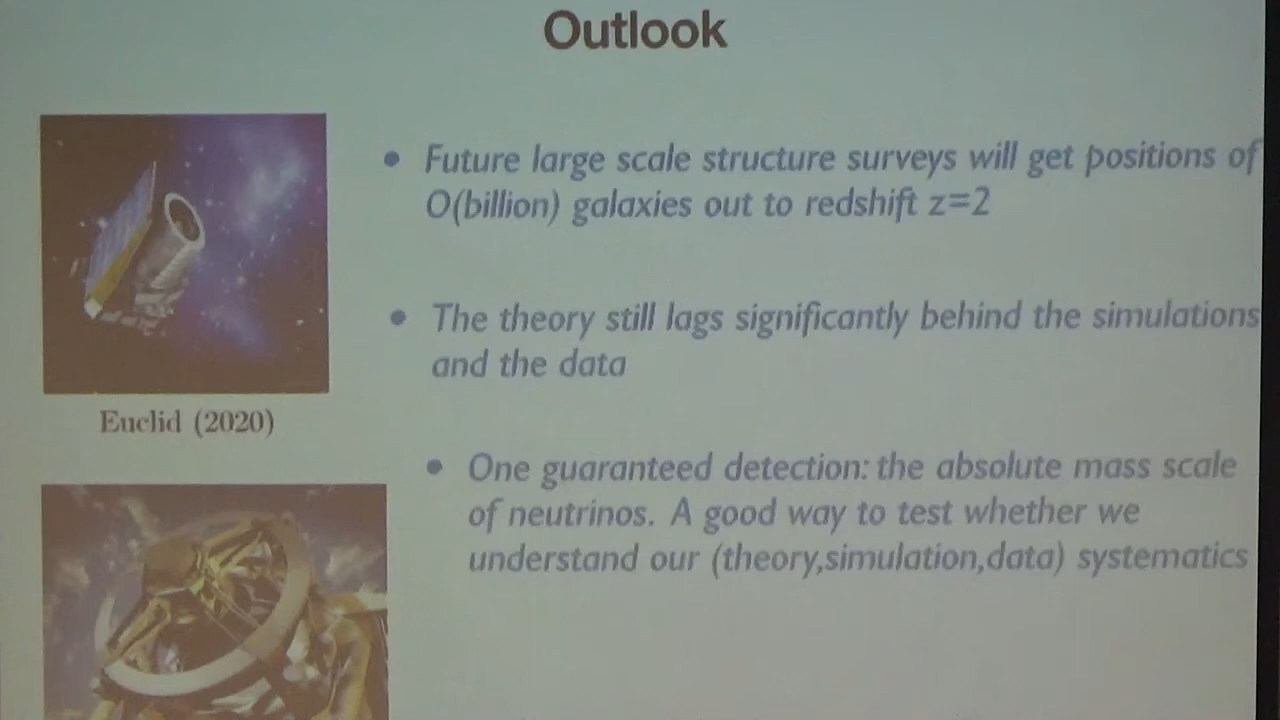 Outlook
• Future large scale structure surveys will get positions of
O(billion) galaxies out to redshift z=2
• The theory still lags significantly behind the simulations
and the data
Euclid (2020)
• One guaranteed detection: the absolute mass scale
of neutrinos. A good way to test whether we
understand our (theory,simulation,data) systematics